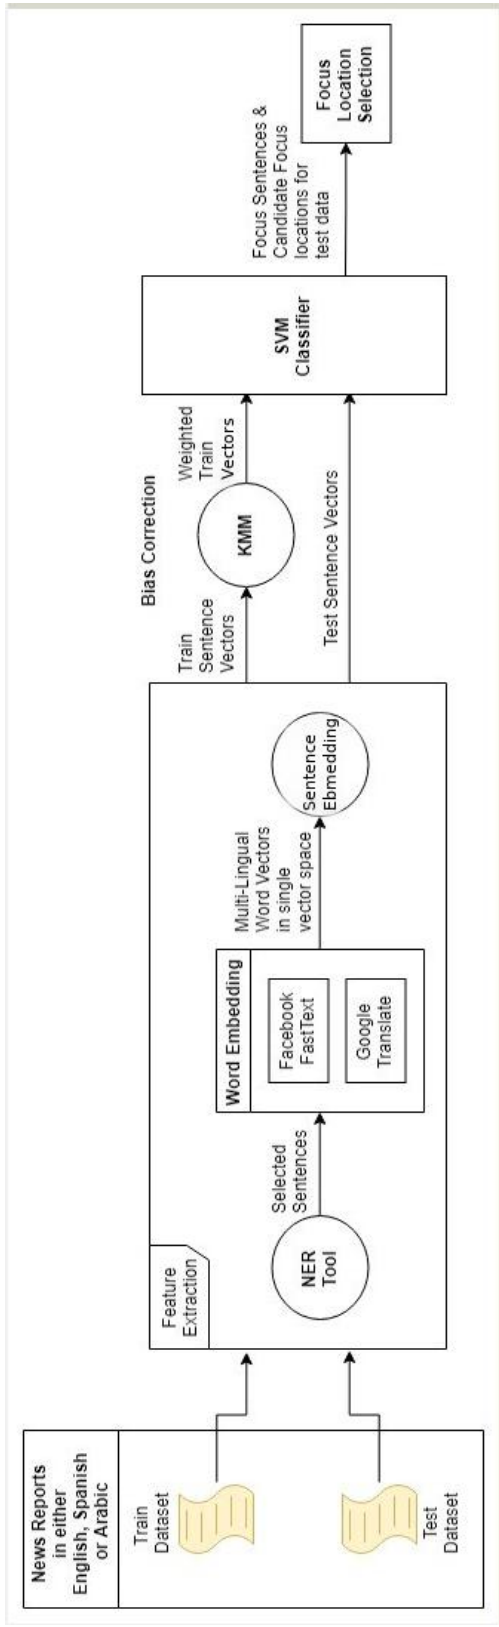 News Reports
in either
English, Spanish
or Arabic
Train
Dataset
Test
Dataset
Feature
Extraction
NER
Tool
Selected
Sentences
Word Embedding
Facebook
FastText
Google
Translate
Multi-Lingual
Word Vectors
in single
vector space
Sentence
Ebmedding
Train
Sentence
Vectors
Bias Correction
KMM
Weighted
Train
Vectors
Test Sentence Vectors
SVM
Classifier
Focus Sentences &
Candidate Focus
locations for
test data
Focus
Location
Selection